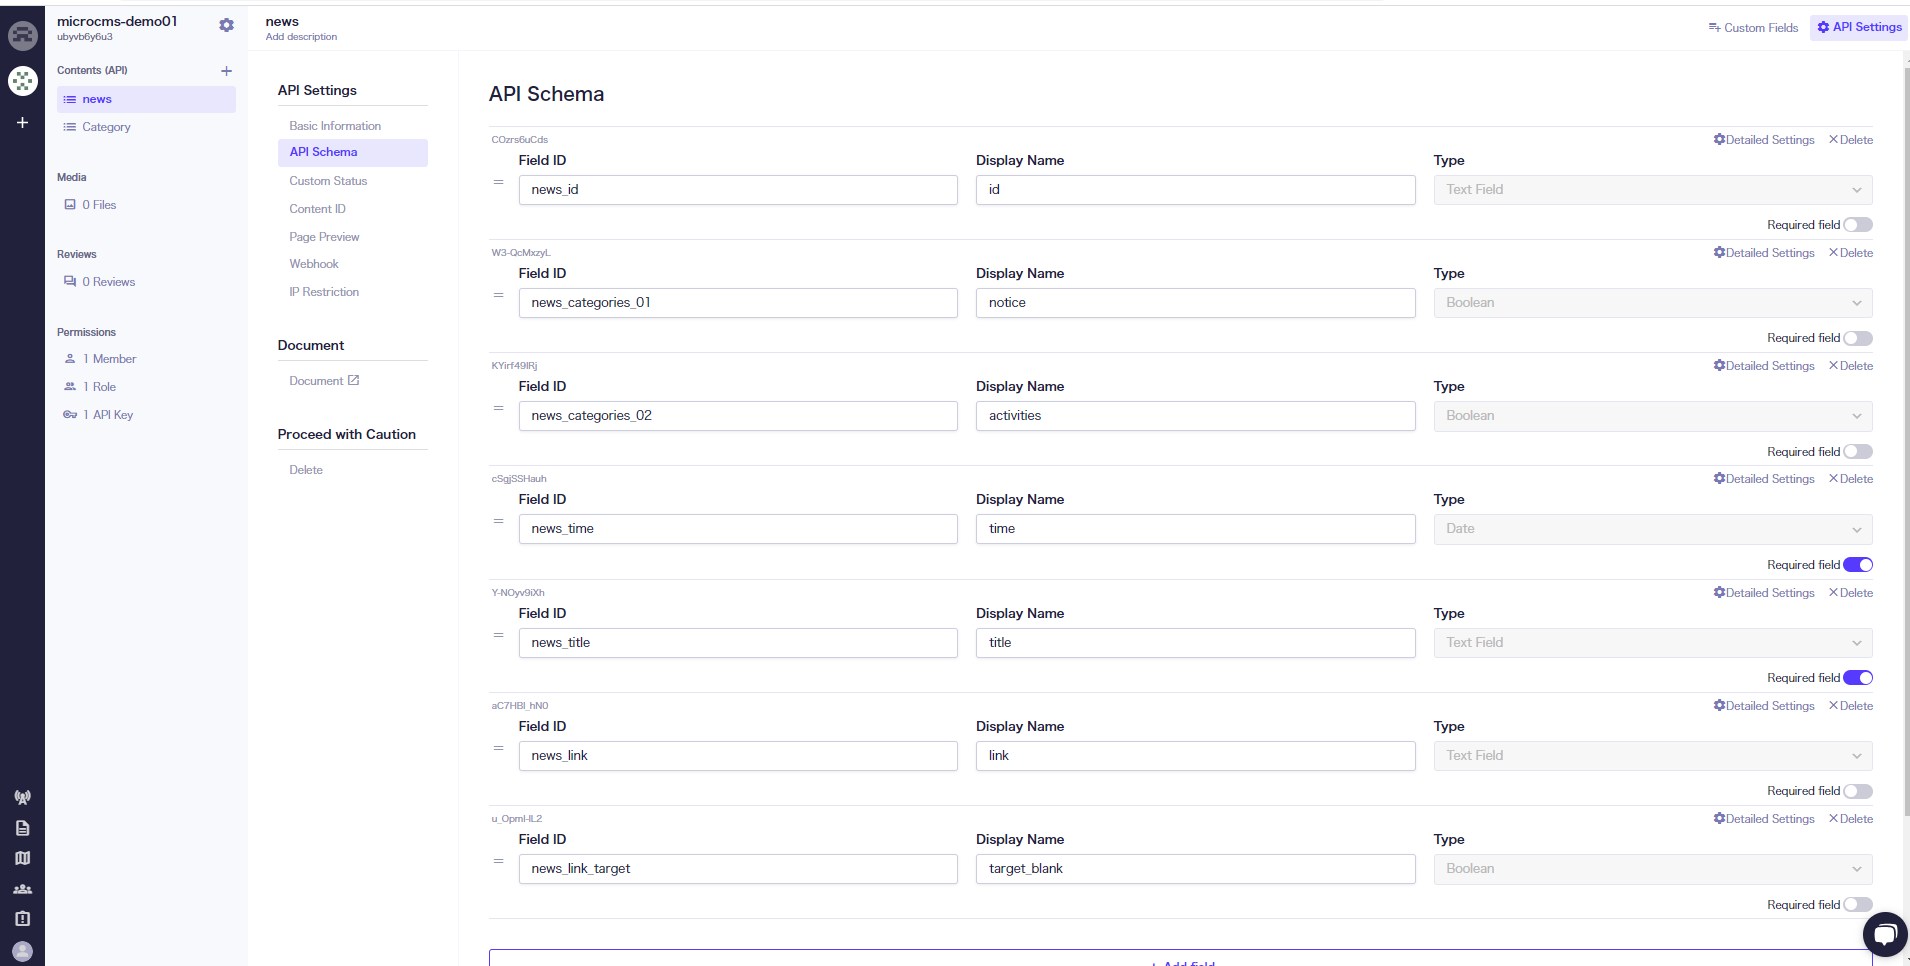 microcms-demo01
ubyvb6y6u3
Contents (API)
news
Category
Media
0 Files
Reviews
0 Reviews
Permissions
1 Member
1 Role
1 API Key
news
Add description
Custom Fields
API Settings
API Settings
Basic Information
API Schema
Custom Status
Content ID
Page Preview
Webhook
IP Restriction
Document
Document
Proceed with Caution
Delete
API Schema
COzrs6uCds
Detailed Settings Delete
Field ID Display Name Type
news_id id Text Field
Required field
W3-QcMxzyL
Detailed Settings Delete
Field ID Display Name Type
news_categories_01 notice Boolean
Required field
KYirf49IRj
Detailed Settings Delete
Field ID Display Name Type
news_categories_02 activities Boolean
Required field
cSgjSSHauh
Detailed Settings Delete
Field ID Display Name Type
news_time time Date
Required field
Y-NOyv9iXh
Detailed Settings Delete
Field ID Display Name Type
news_title title Text Field
Required field
aC7HBl_hN0
Detailed Settings Delete
Field ID Display Name Type
news_link link Text Field
Required field
u_Opml-lL2
Detailed Settings Delete
Field ID Display Name Type
news_link_target target_blank Boolean
Required field
+ Add field